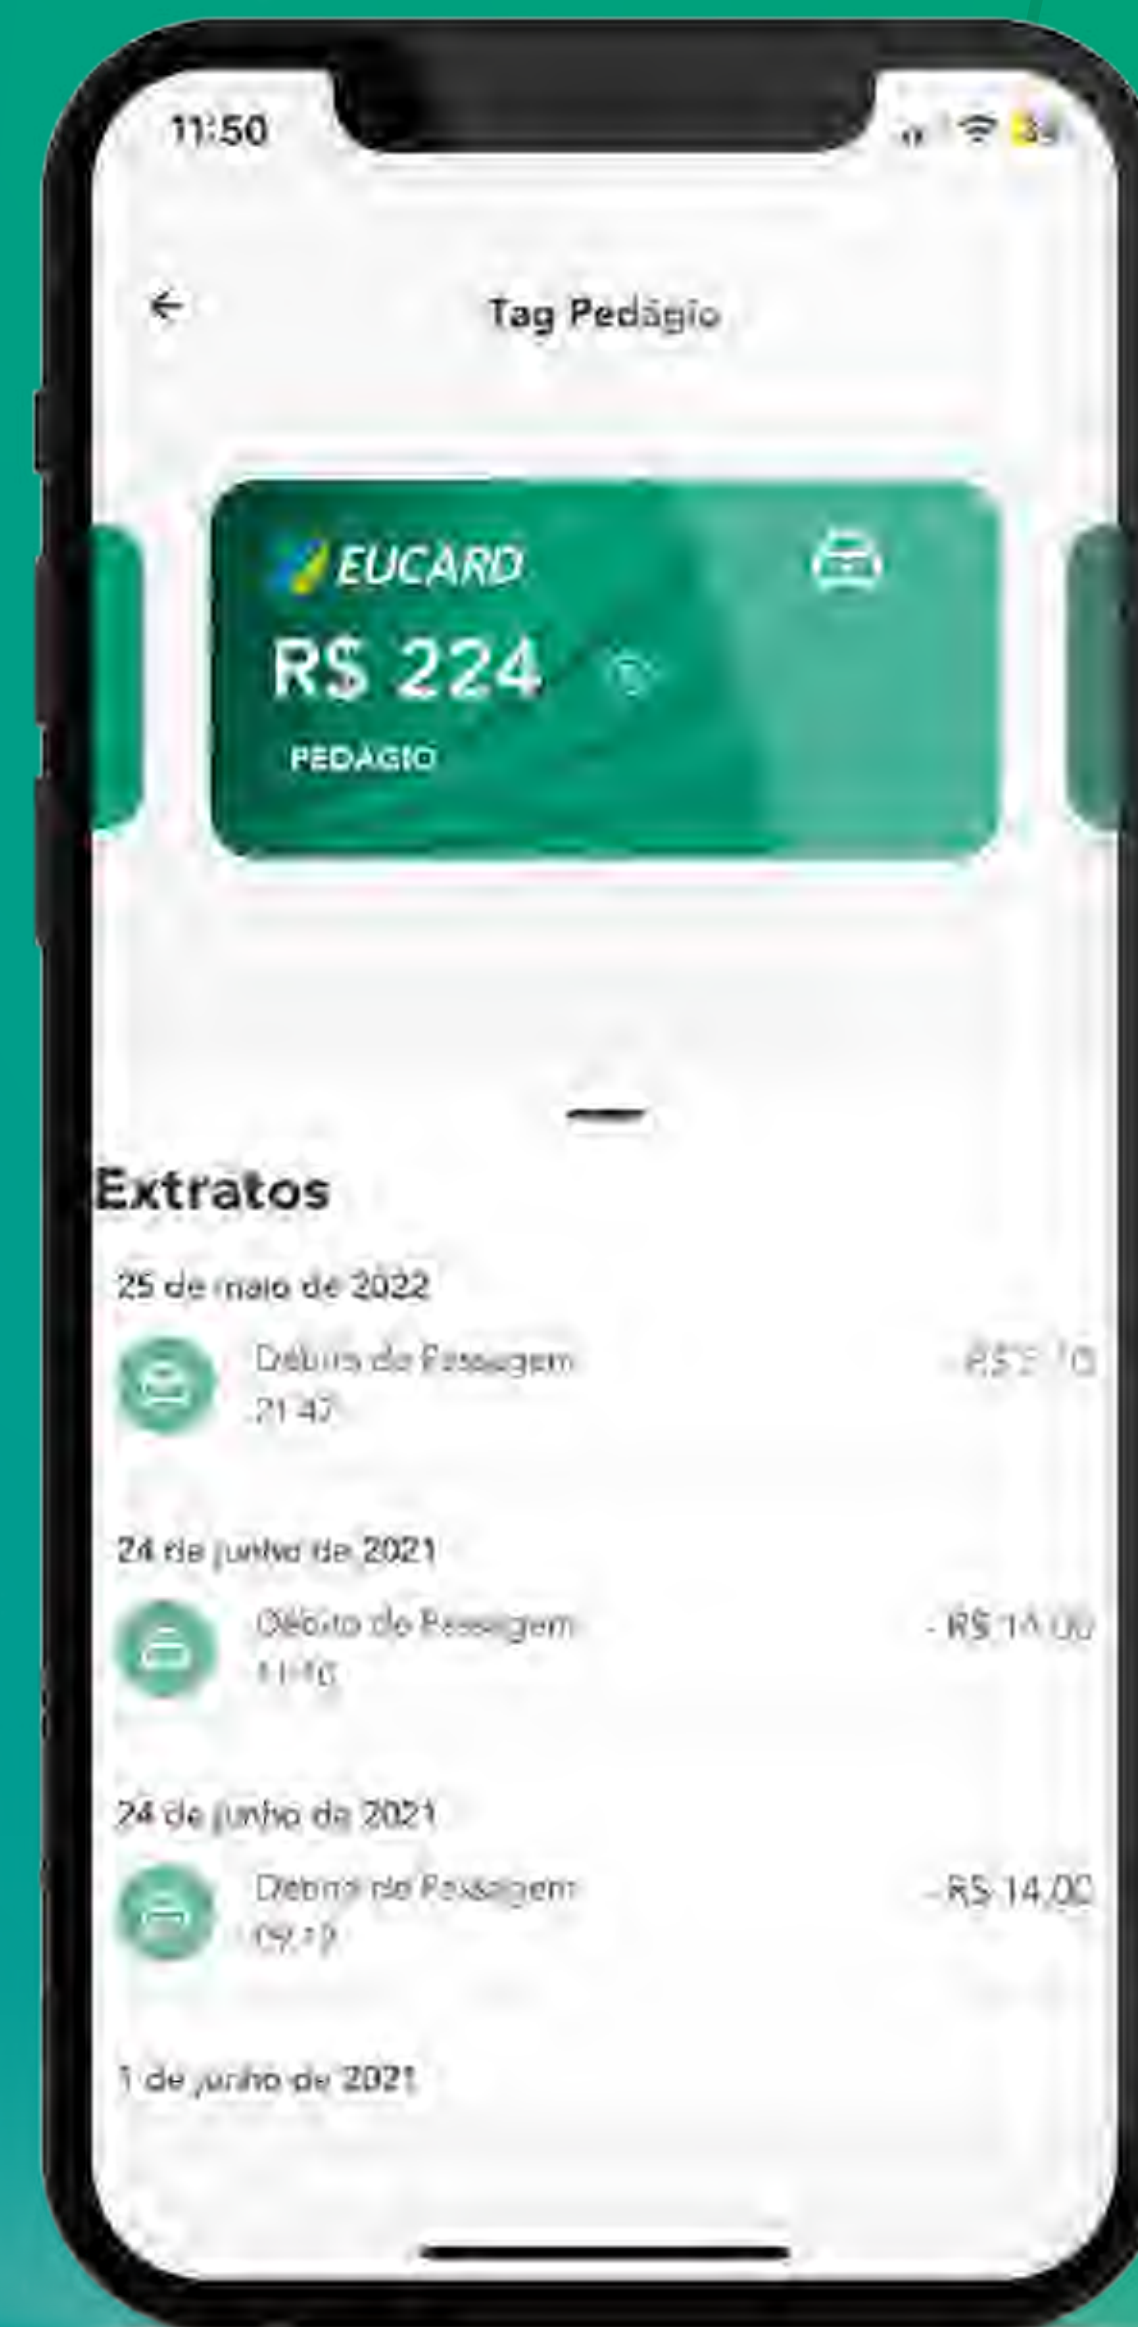 11:50
Tag Pedágio
EUCARD
R$ 224
PEDÁGIO
Extratos
25 de maio de 2022
Débito de Passagem
21:47
24 de junho de 2021
Débito de Passagem
- R$ 14,00
24 de junho de 2021
Débito de Passagem
- R$ 14,00
1 de junho de 2021